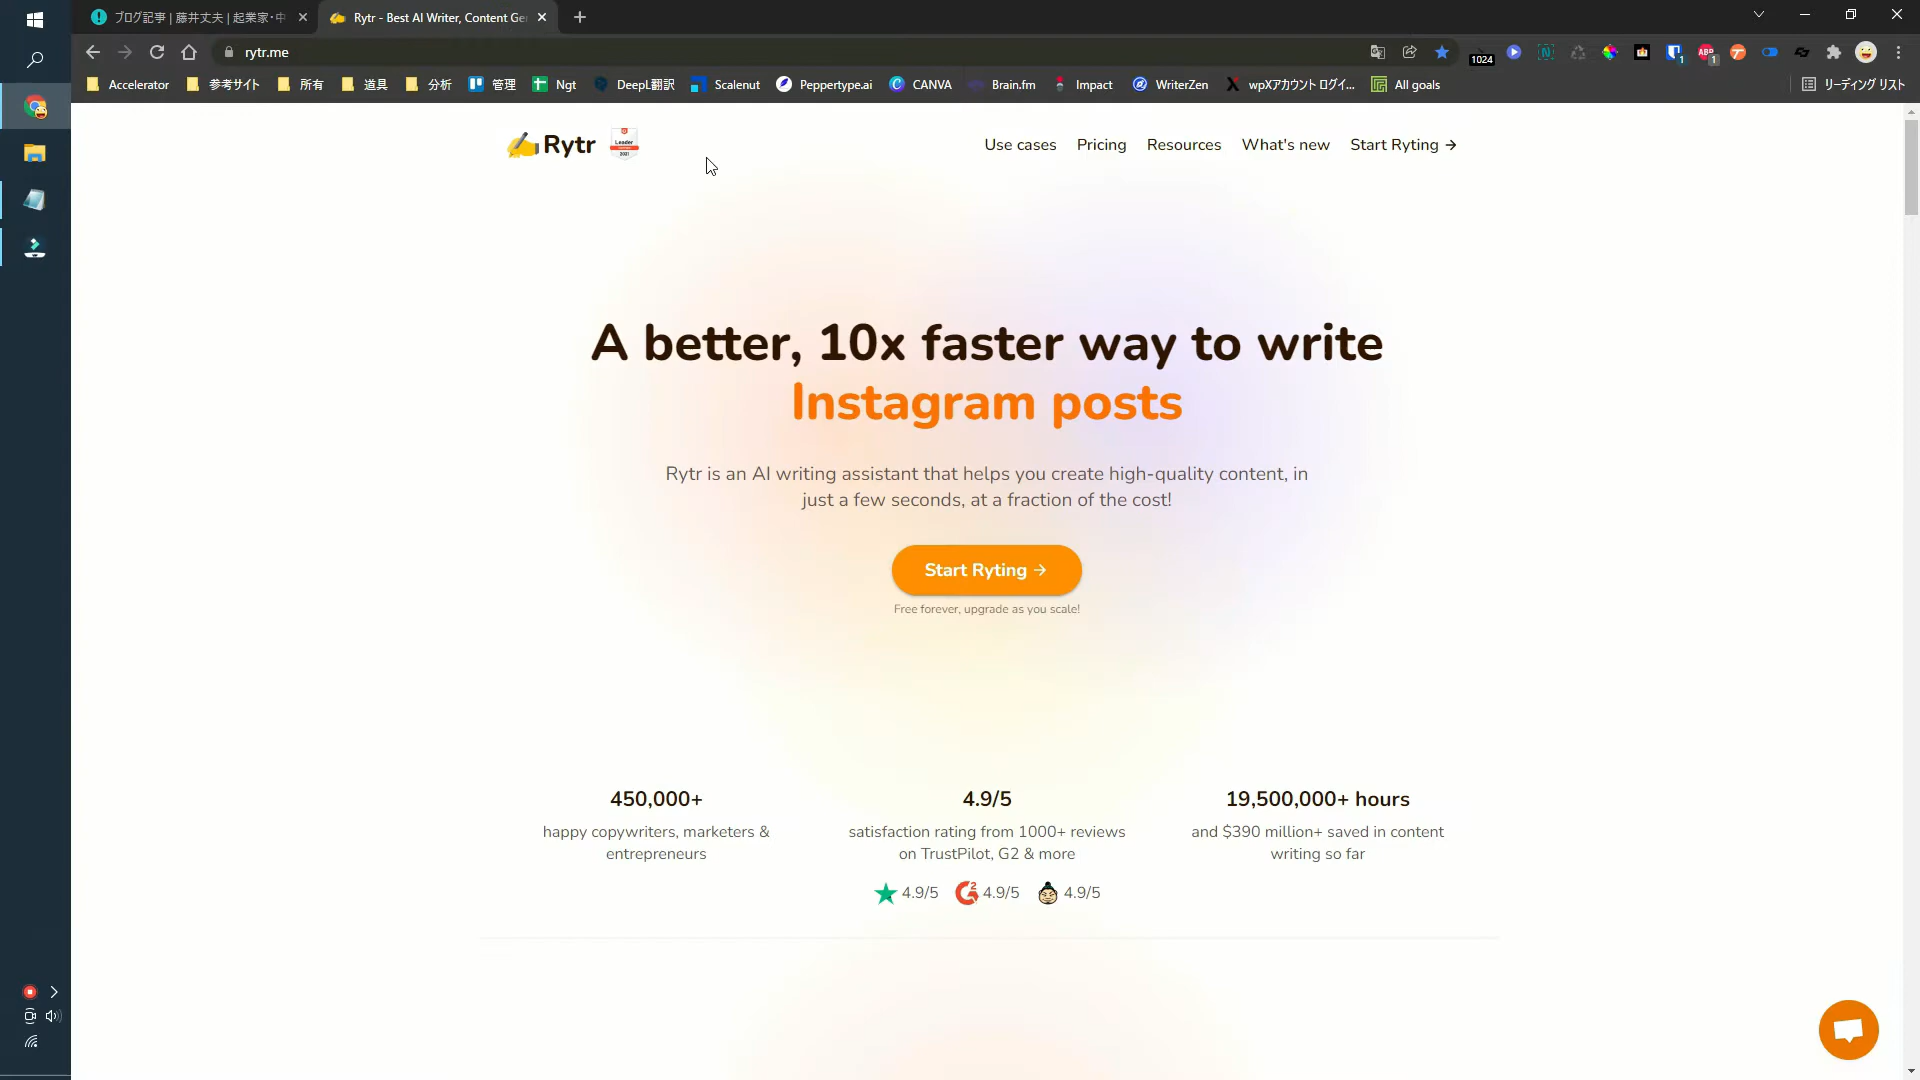 ブログ記事 | 藤井丈夫 | 起業家・中
Rytr - Best AI Writer, Content Ge
rytr.me
1024
1
ABP
1
Accelerator
参考サイト
所有
道具
分析
管理
Ngt
DeepL翻訳
Scalenut
Peppertype.ai
CANVA
Brain.fm
Impact
WriterZen
wpXアカウント ログイ...
All goals
リーディング リスト
Rytr
Leader
2021
Use cases
Pricing
Resources
What's new
Start Ryting →
A better, 10x faster way to write
Instagram posts
Rytr is an AI writing assistant that helps you create high-quality content, in
just a few seconds, at a fraction of the cost!
Start Ryting →
Free forever, upgrade as you scale!
450,000+
happy copywriters, marketers &
entrepreneurs
4.9/5
satisfaction rating from 1000+ reviews
on TrustPilot, G2 & more
4.9/5
4.9/5
4.9/5
19,500,000+ hours
and $390 million+ saved in content
writing so far